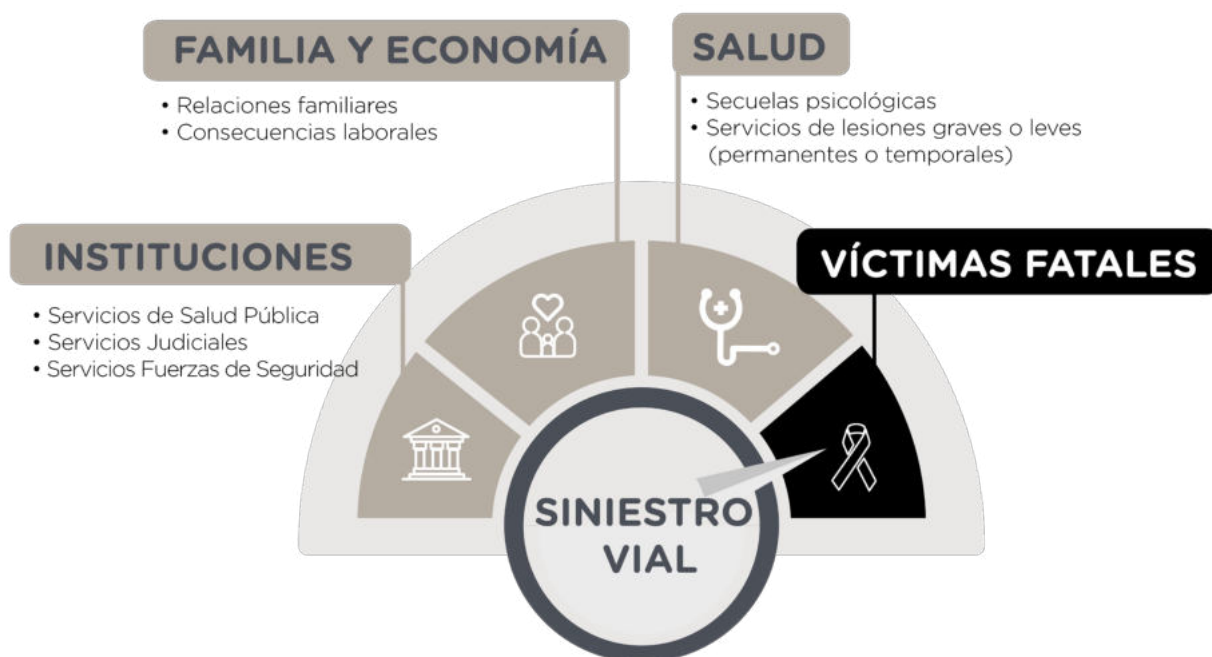 FAMILIA Y ECONOMÍA
• Relaciones familiares
• Consecuencias laborales
SALUD
• Secuelas psicológicas
• Servicios de lesiones graves o leves
(permanentes o temporales)
INSTITUCIONES
• Servicios de Salud Pública
• Servicios Judiciales
• Servicios Fuerzas de Seguridad
VÍCTIMAS FATALES
SINIESTRO
VIAL